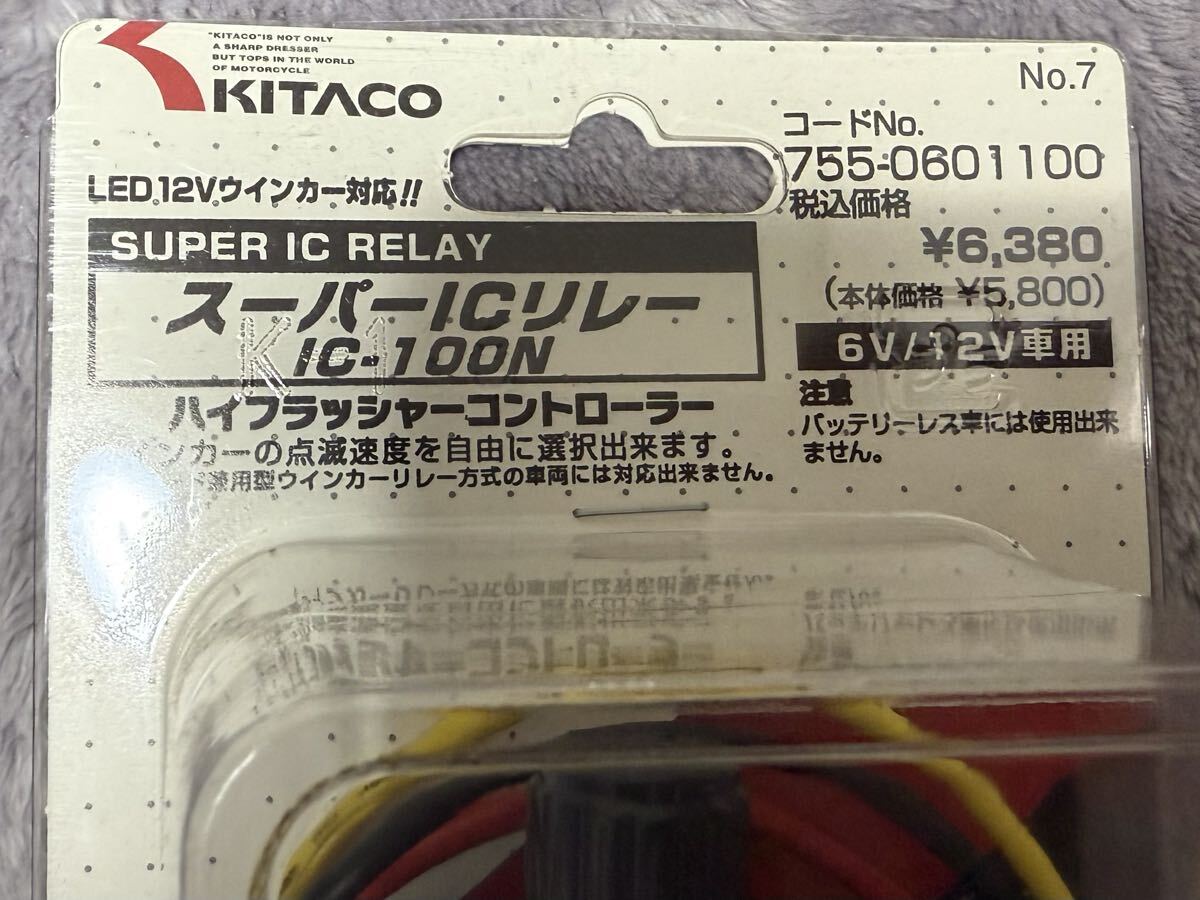 "KITACO"IS NOT ONLY
A SHARP DRESSER
BUT TOPS IN THE WORLD
OF MOTORCYCLE
KITACO
No.7
コードNo.
755-0601100
税込価格
¥6,380
(本体価格 ¥5,800)
6V/12V車用
注意
バッテリーレス車には使用出来
ません。
LED 12Vウインカー対応!!
SUPER IC RELAY
スーパーICリレー
IC-100N
K-1
ハイフラッシャーコントローラー
ンカーの点滅速度を自由に選択出来ます。
兼用型ウインカーリレー方式の車両には対応出来ません。